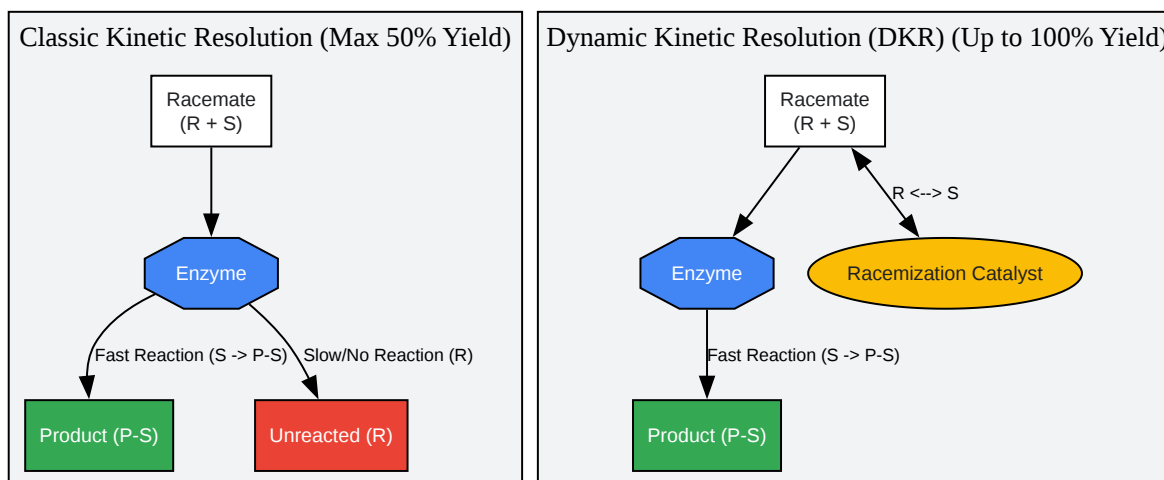 Classic Kinetic Resolution (Max 50% Yield)
Racemate
(R + S)
Enzyme
Fast Reaction (S -> P-S)
Slow/No Reaction (R)
Product (P-S)
Unreacted (R)
Dynamic Kinetic Resolution (DKR) (Up to 100% Yield)
Racemate
(R + S)
R <--> S
Enzyme
Racemization Catalyst
Fast Reaction (S -> P-S)
Product (P-S)